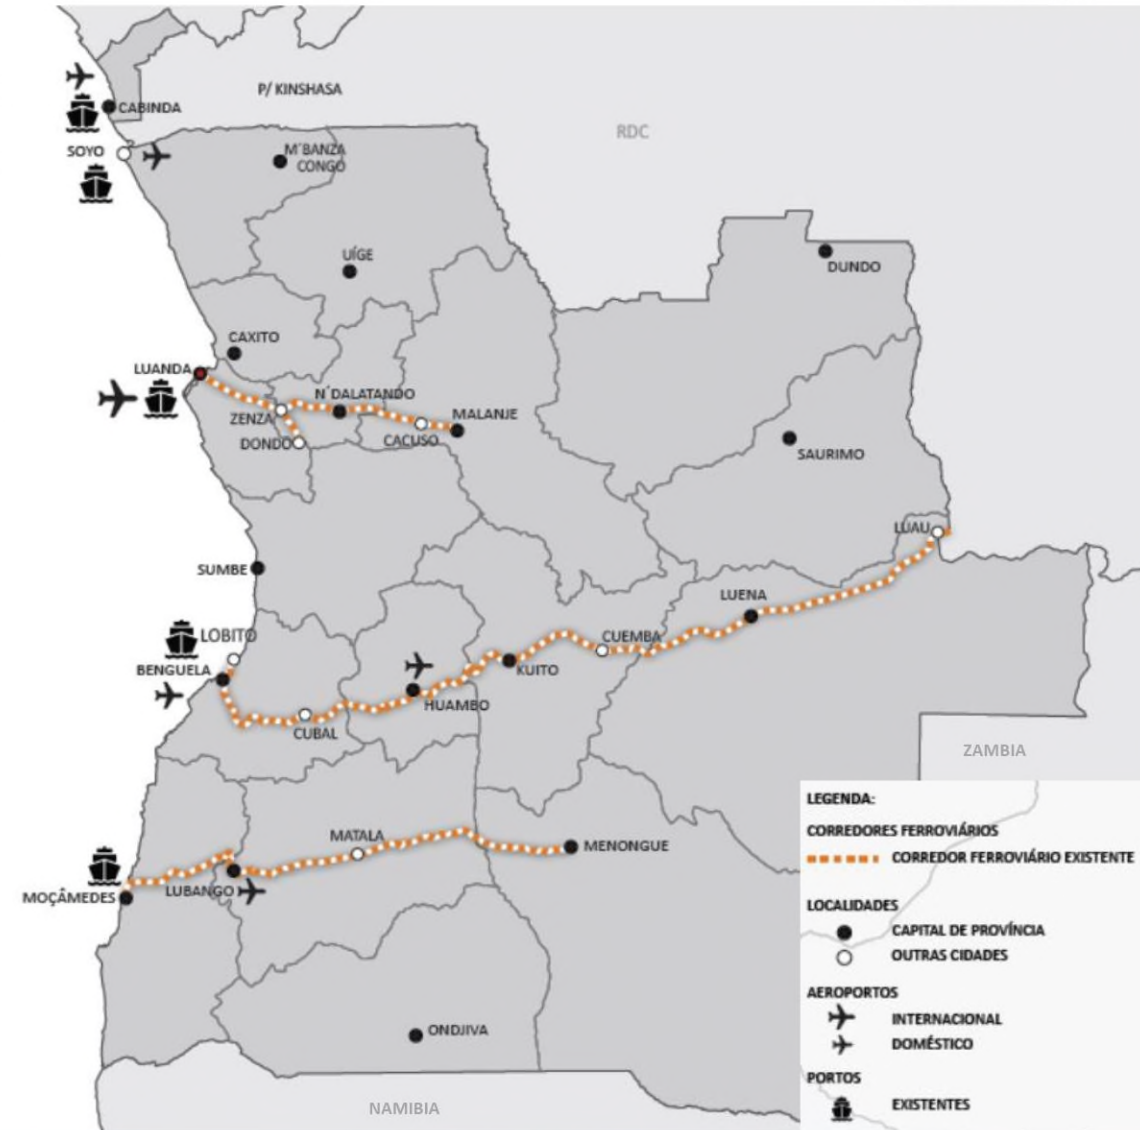 P/ KINSHASA
CABINDA
RDC
SOYO
M´BANZA
CONGO
UÍGE
DUNDO
CAXITO
LUANDA
N´DALATANDO
ZENZA
MALANJE
DONDO
CACUSO
SAURIMO
LUAU
SUMBE
LUENA
LOBITO
CUEMBA
BENGUELA
KUITO
HUAMBO
CUBAL
ZAMBIA
MATALA
MENONGUE
LUBANGO
MOÇÂMEDES
ONDJIVA
NAMIBIA
LEGENDA:
CORREDORES FERROVIÁRIOS
CORREDOR FERROVIÁRIO EXISTENTE
LOCALIDADES
CAPITAL DE PROVÍNCIA
OUTRAS CIDADES
AEROPORTOS
INTERNACIONAL
DOMÉSTICO
PORTOS
EXISTENTES